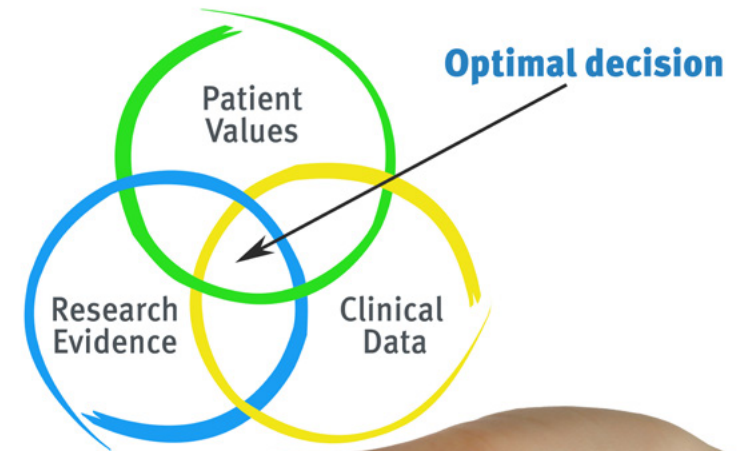 Optimal decision
Patient
Values
Research
Evidence
Clinical
Data